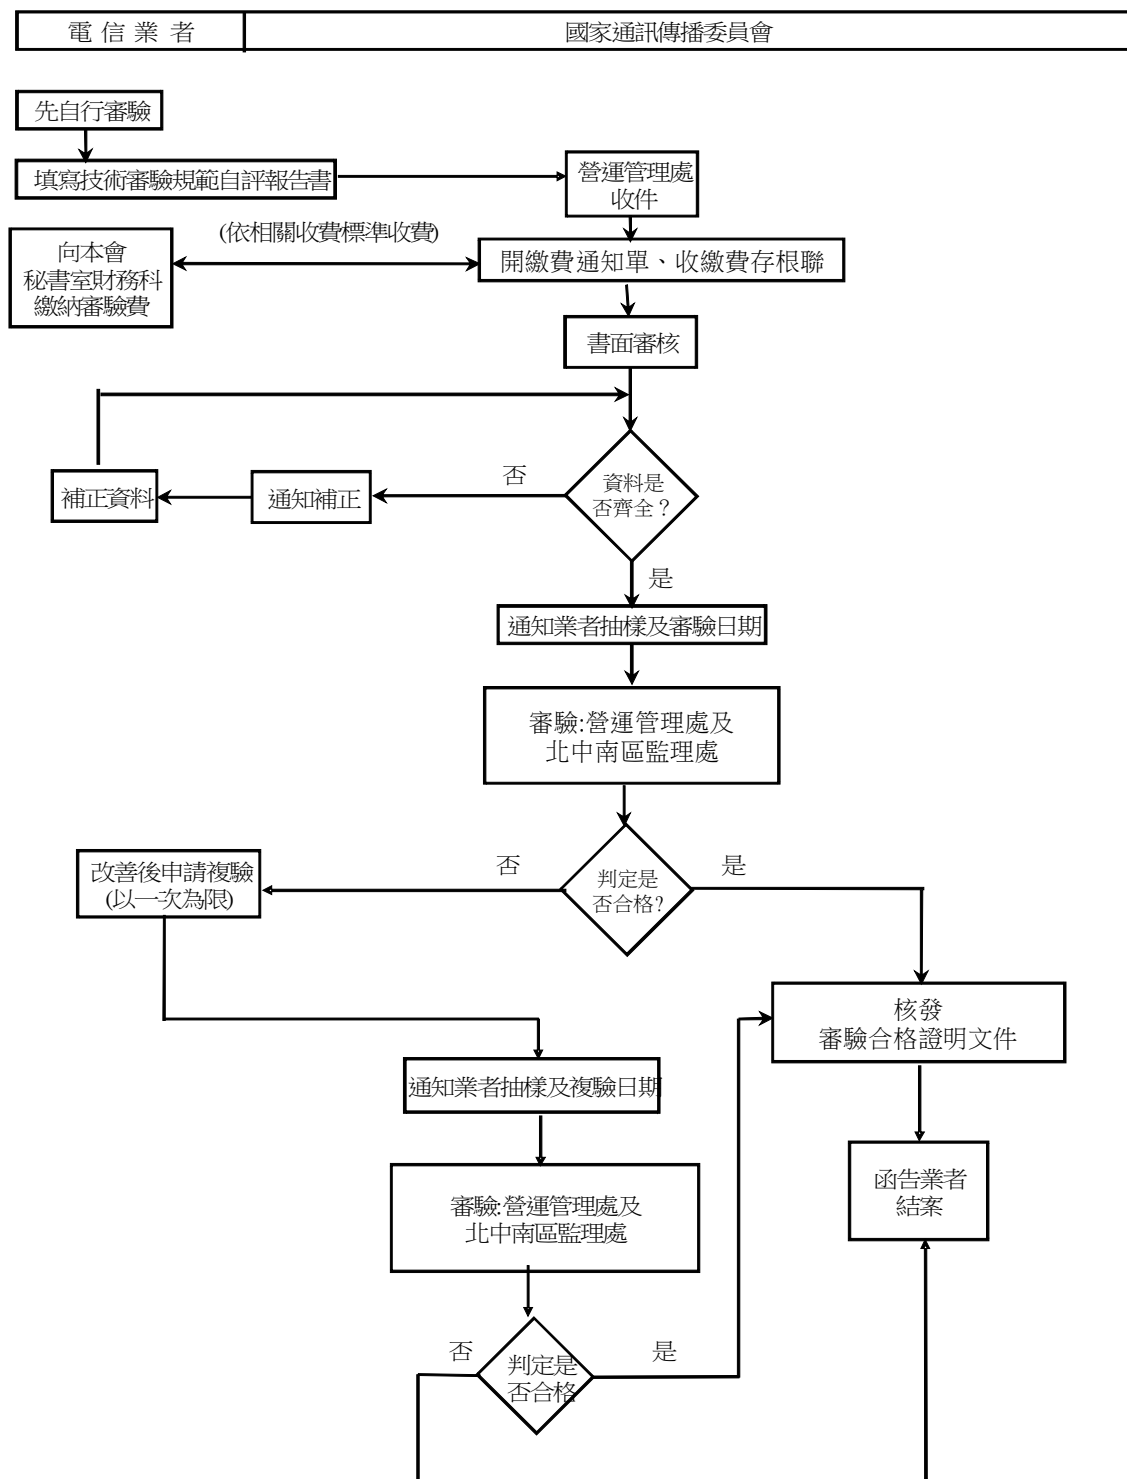 電信業者
國家通訊傳播委員會
先自行審驗
填寫技術審驗規範自評報告書
營運管理處
收件
(依相關收費標準收費)
向本會
秘書室財務科
繳納審驗費
開繳費通知單、收繳費存根聯
書面審核
補正資料
通知補正
否
資料是
否齊全？
是
通知業者抽樣及審驗日期
審驗:營運管理處及
北中南區監理處
改善後申請複驗
(以一次為限)
否
判定是
否合格?
是
核發
審驗合格證明文件
通知業者抽樣及複驗日期
審驗:營運管理處及
北中南區監理處
函告業者
結案
否
判定是
否合格
是